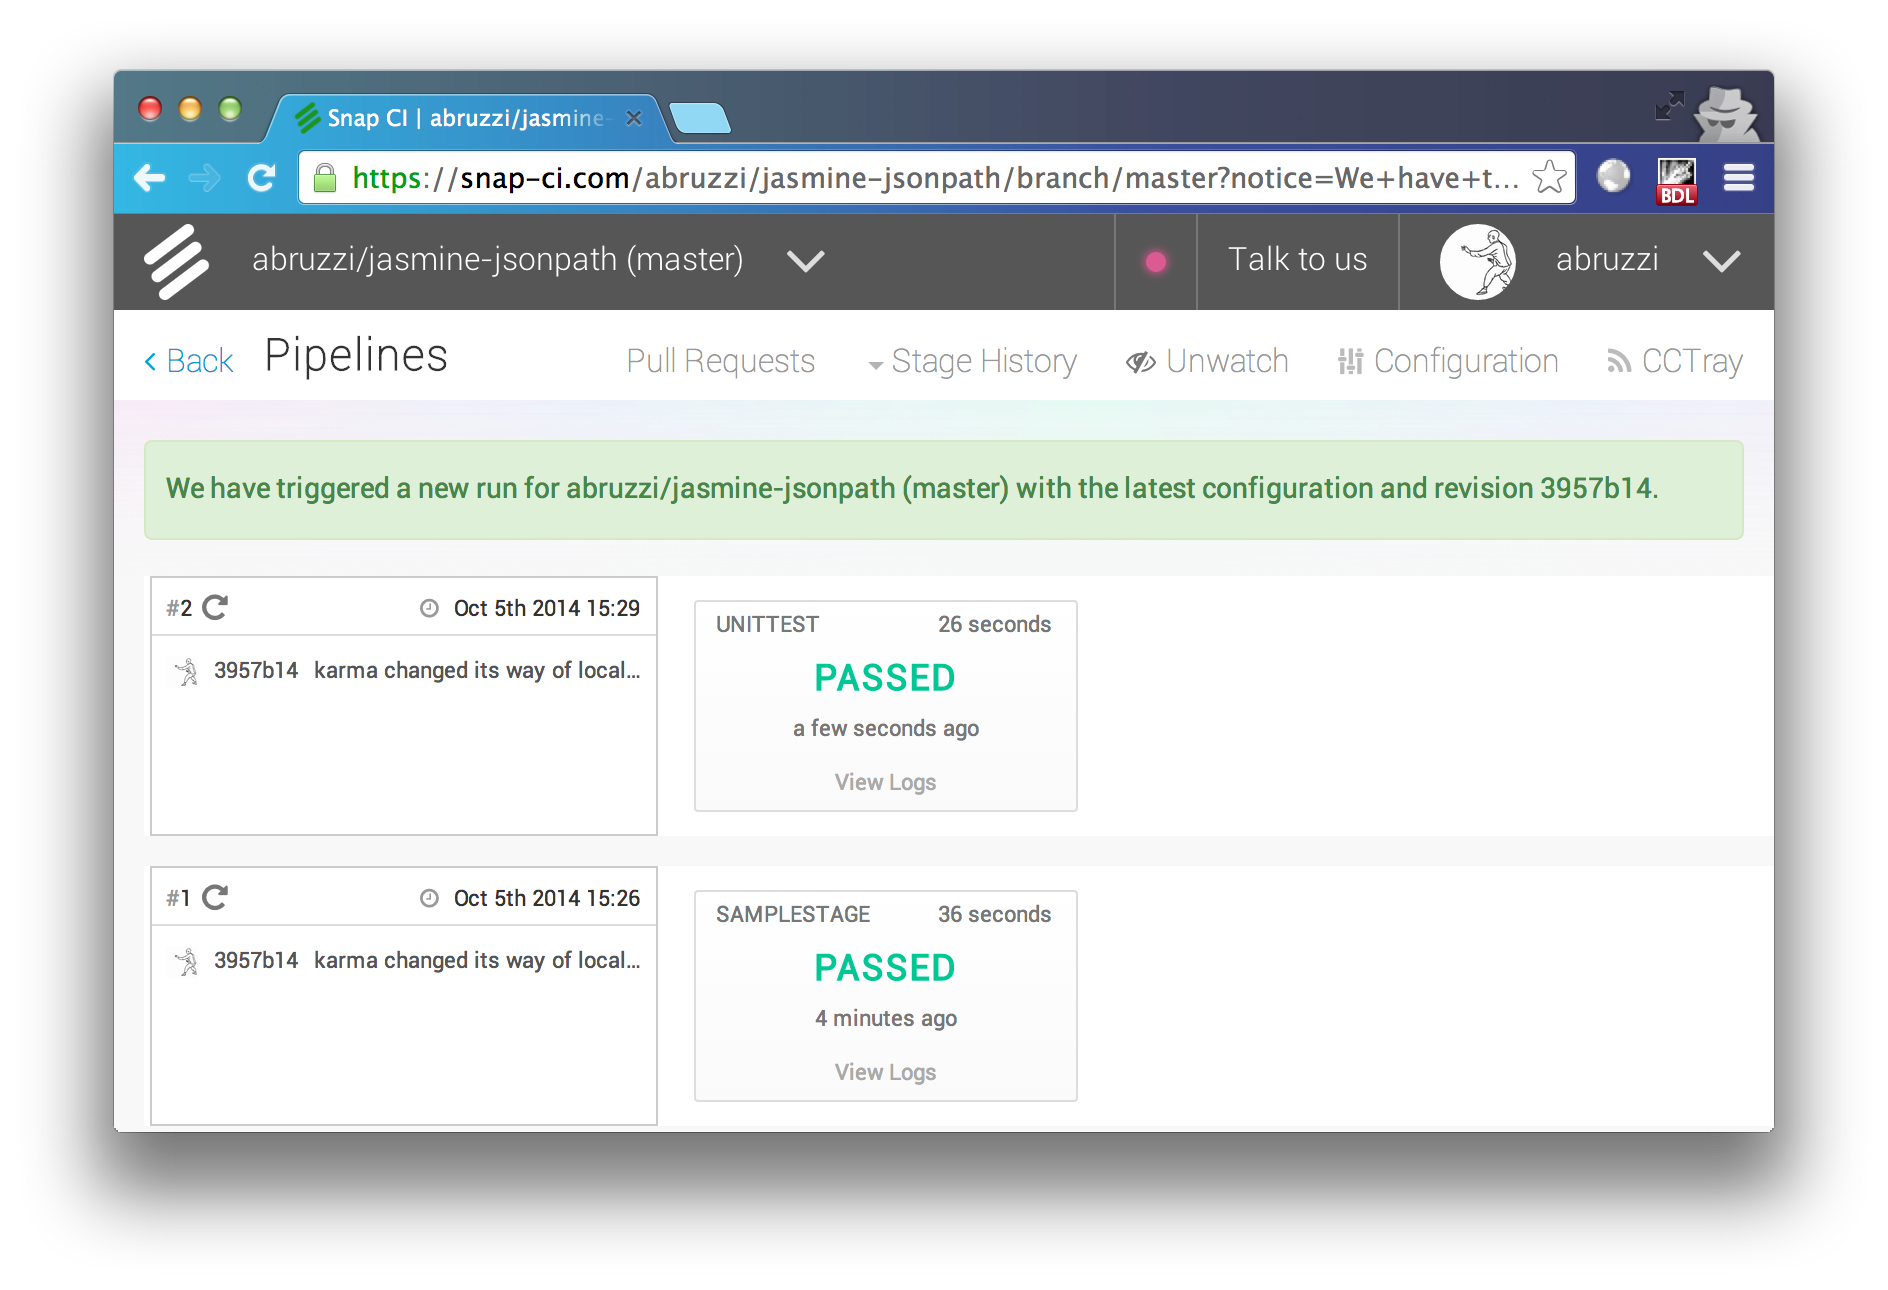 Snap CI | abruzzi/jasmine-
https://snap-ci.com/abruzzi/jasmine-jsonpath/branch/master?notice=We+have+t...
BDL
abruzzi/jasmine-jsonpath (master)
Talk to us
abruzzi
Back
Pipelines
Pull Requests
Stage History
Unwatch
Configuration
CCTray
We have triggered a new run for abruzzi/jasmine-jsonpath (master) with the latest configuration and revision 3957b14.
#2
Oct 5th 2014 15:29
3957b14 karma changed its way of local...
UNITTEST
26 seconds
PASSED
a few seconds ago
View Logs
#1
Oct 5th 2014 15:26
3957b14 karma changed its way of local...
SAMPLESTAGE
36 seconds
PASSED
4 minutes ago
View Logs